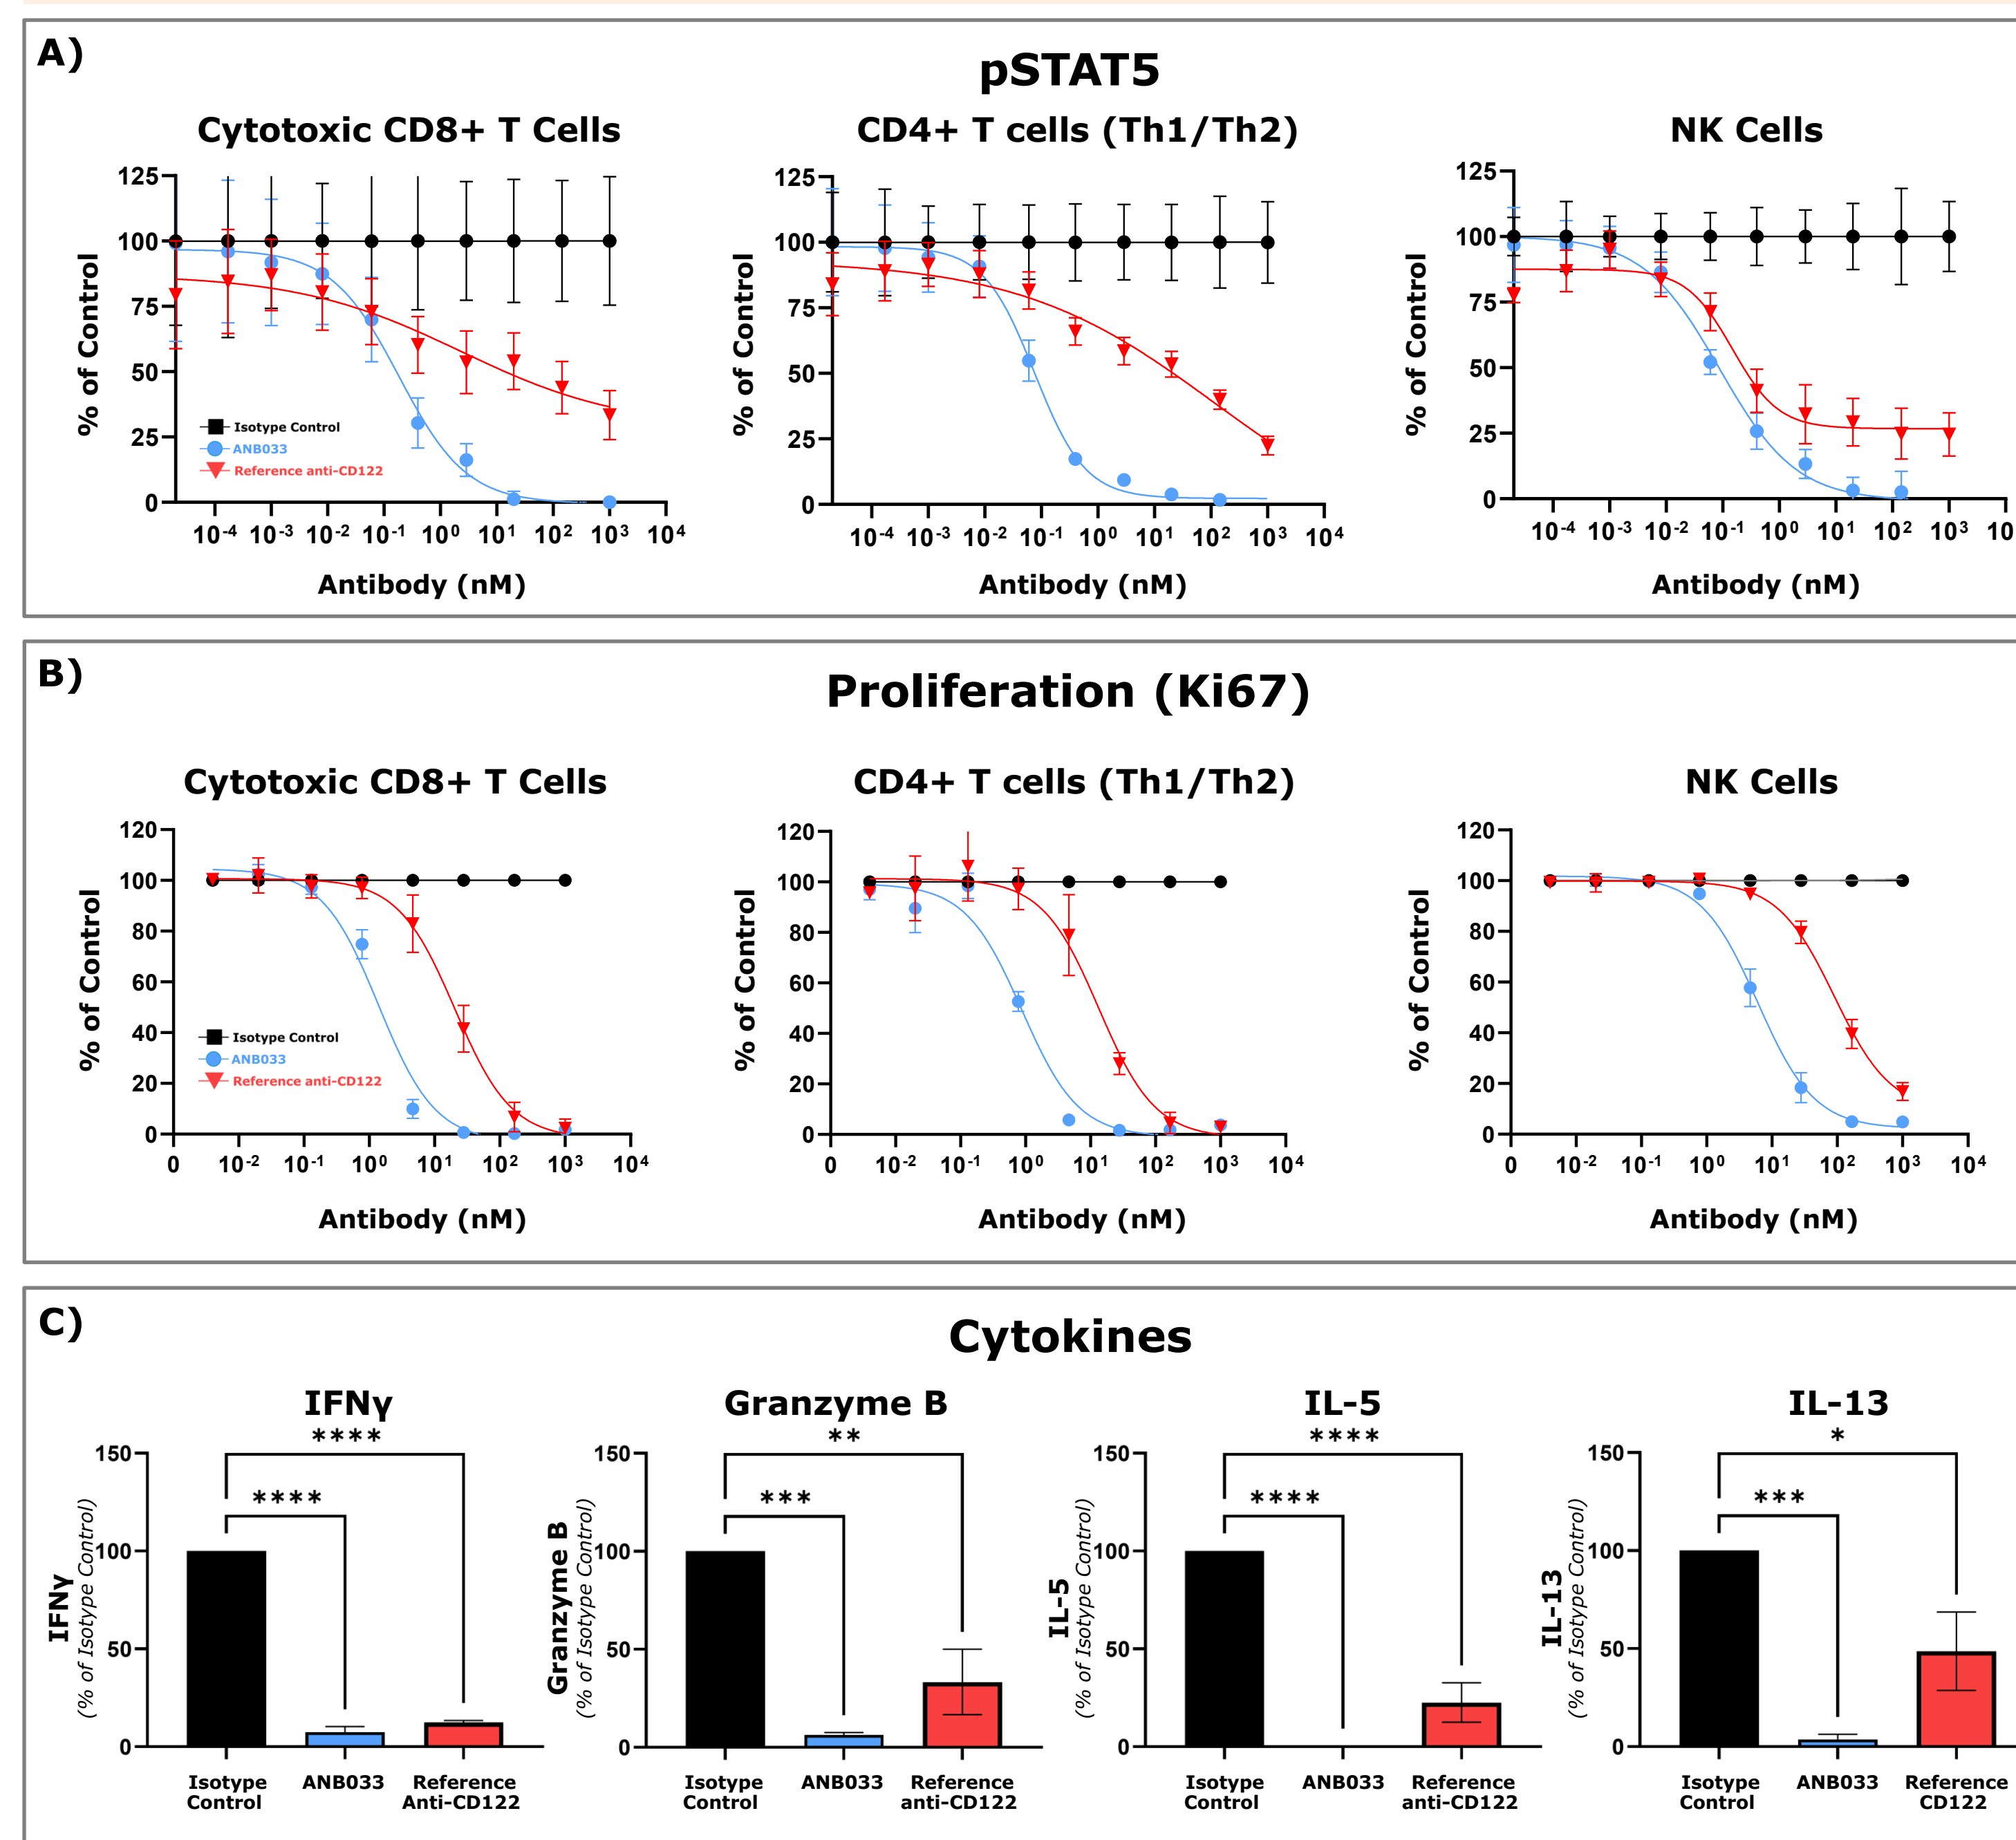 A)
pSTAT5
Cytotoxic CD8+ T Cells
% of Control
125
100
75
50
25
0
Isotype Control
ANB033
Reference anti-CD122
10-4 10-3 10-2 10-1 100 101 102 103 104
Antibody (nM)
CD4+ T cells (Th1/Th2)
% of Control
125
100
75
50
25
0
10-4 10-3 10-2 10-1 100 101 102 103 104
Antibody (nM)
NK Cells
% of Control
125
100
75
50
25
0
10-4 10-3 10-2 10-1 100 101 102 103 10
Antibody (nM)
B)
Proliferation (Ki67)
Cytotoxic CD8+ T Cells
% of Control
120
100
80
60
40
20
0
Isotype Control
ANB033
Reference anti-CD122
0 10-2 10-1 100 101 102 103 104
Antibody (nM)
CD4+ T cells (Th1/Th2)
% of Control
120
100
80
60
40
20
0
0 10-2 10-1 100 101 102 103 104
Antibody (nM)
NK Cells
% of Control
120
100
80
60
40
20
0
0 10-2 10-1 100 101 102 103 104
Antibody (nM)
C)
Cytokines
IFNγ
****
****
IFNγ
(% of Isotype Control)
150
100
50
0
Isotype Control
ANB033
Reference Anti-CD122
Granzyme B
**
***
Granzyme B
(% of Isotype Control)
150
100
50
0
Isotype Control
ANB033
Reference anti-CD122
IL-5
****
****
IL-5
(% of Isotype Control)
150
100
50
0
Isotype Control
ANB033
Reference anti-CD122
IL-13
*
***
IL-13
(% of Isotype Control)
150
100
50
0
Isotype Control
ANB033
Reference CD122